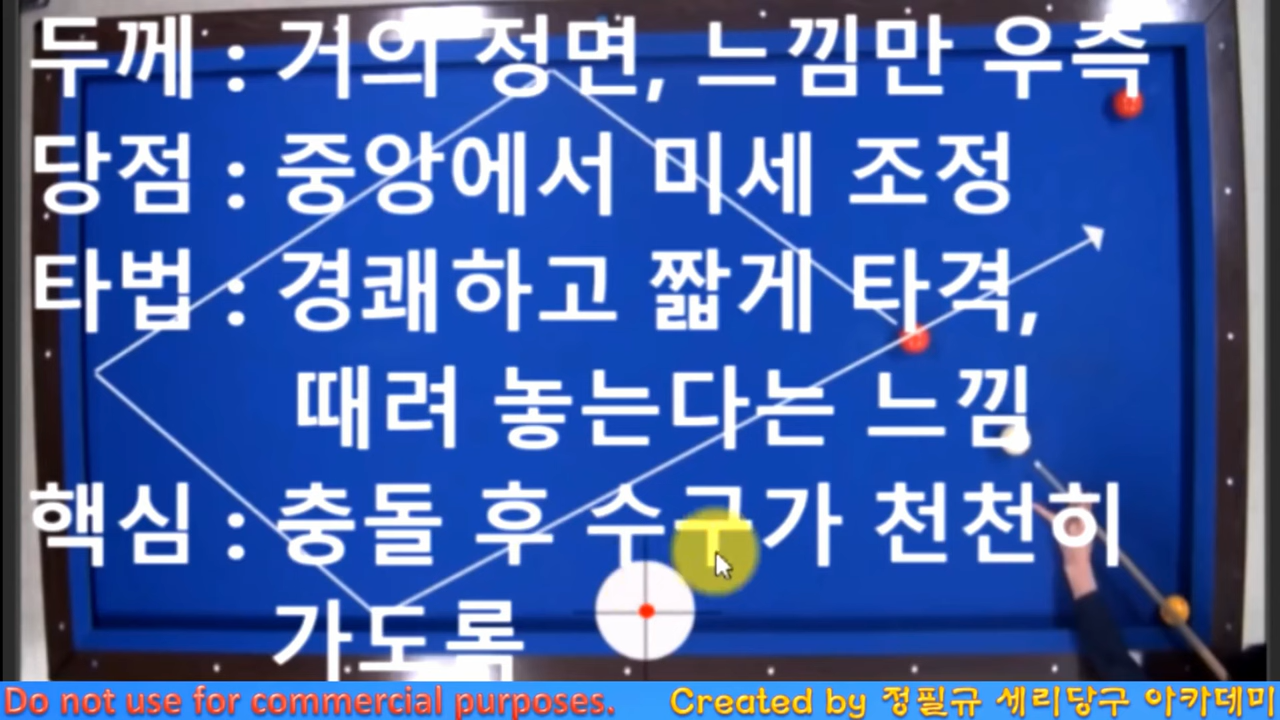 두께 : 거의 정면, 느낌만 우측
당점 : 중앙에서 미세 조정
타법 : 경쾌하고 짧게 타격,
때려 놓는다는 느낌
핵심 : 충돌 후 수구가 천천히
가도록
Do not use for commercial purposes. Created by 정필규 세리당구 아카데미